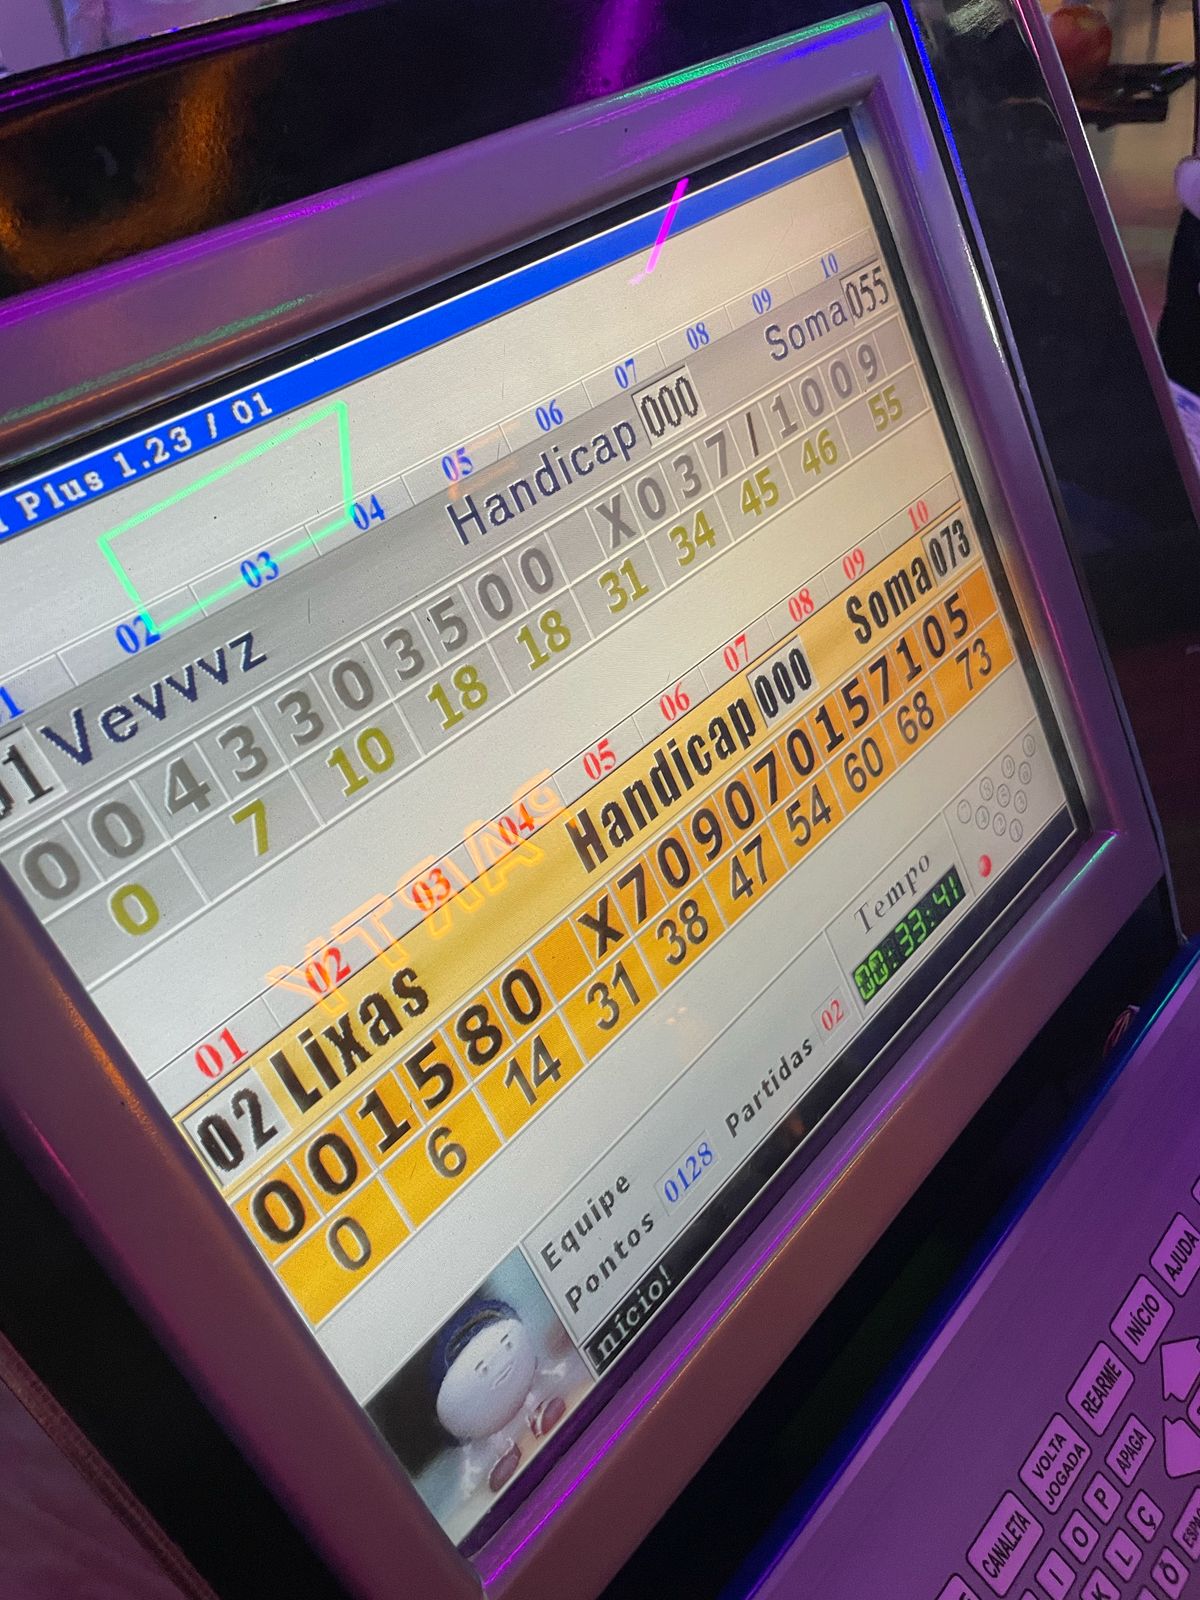 Plus 1.23 / 01
02 03 04 05 06 07 08 09 10
Vevvvz Handicap 000 Soma 055
0 0 4 3 3 0 3 5 0 0 X 0 3 7 / 1 0 0 9
0 7 10 18 18 31 34 45 46 55
01 02 03 04 05 06 07 08 09 10
02 Lixas Handicap 000 Soma 073
0 0 1 5 8 0 X 7 0 9 0 7 0 1 5 7 1 0 5
0 6 14 31 38 47 54 60 68 73
PARTY
Tempo
00:33:41
Equipe
Pontos 0128 Partidas 02
nício!
CANALETA VOLTA JOGADA REARME INÍCIO AJUDA
I O P APAGA
K L Ç
Õ